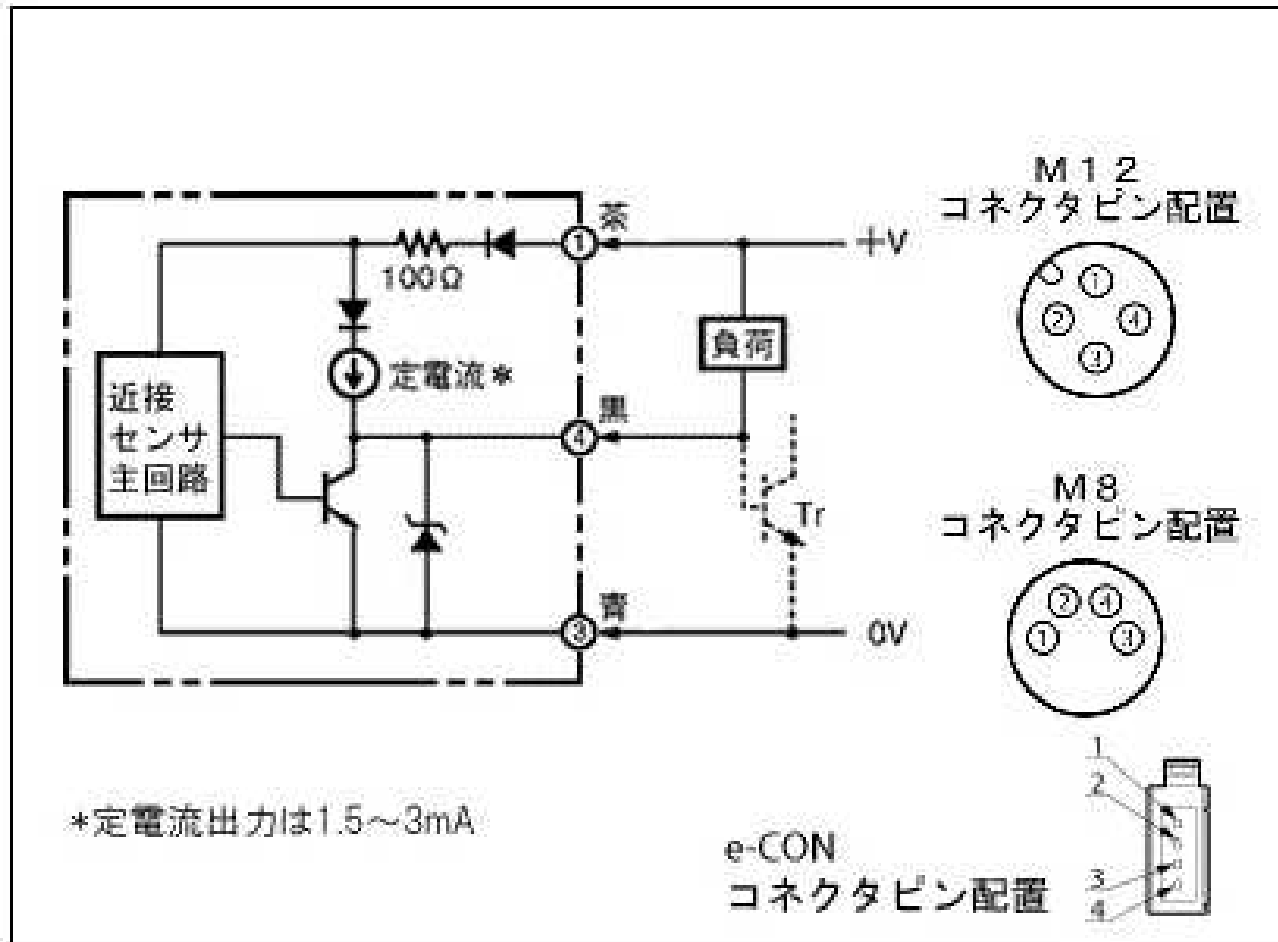 茶
①
+V
100Ω
定電流*
負荷
近接
センサ
主回路
黒
④
Tr
青
③
0V
*定電流出力は1.5~3mA
M12
コネクタピン配置
①
② ④
③
M8
コネクタピン配置
② ④
① ③
e-CON
コネクタピン配置
1
2
3
4